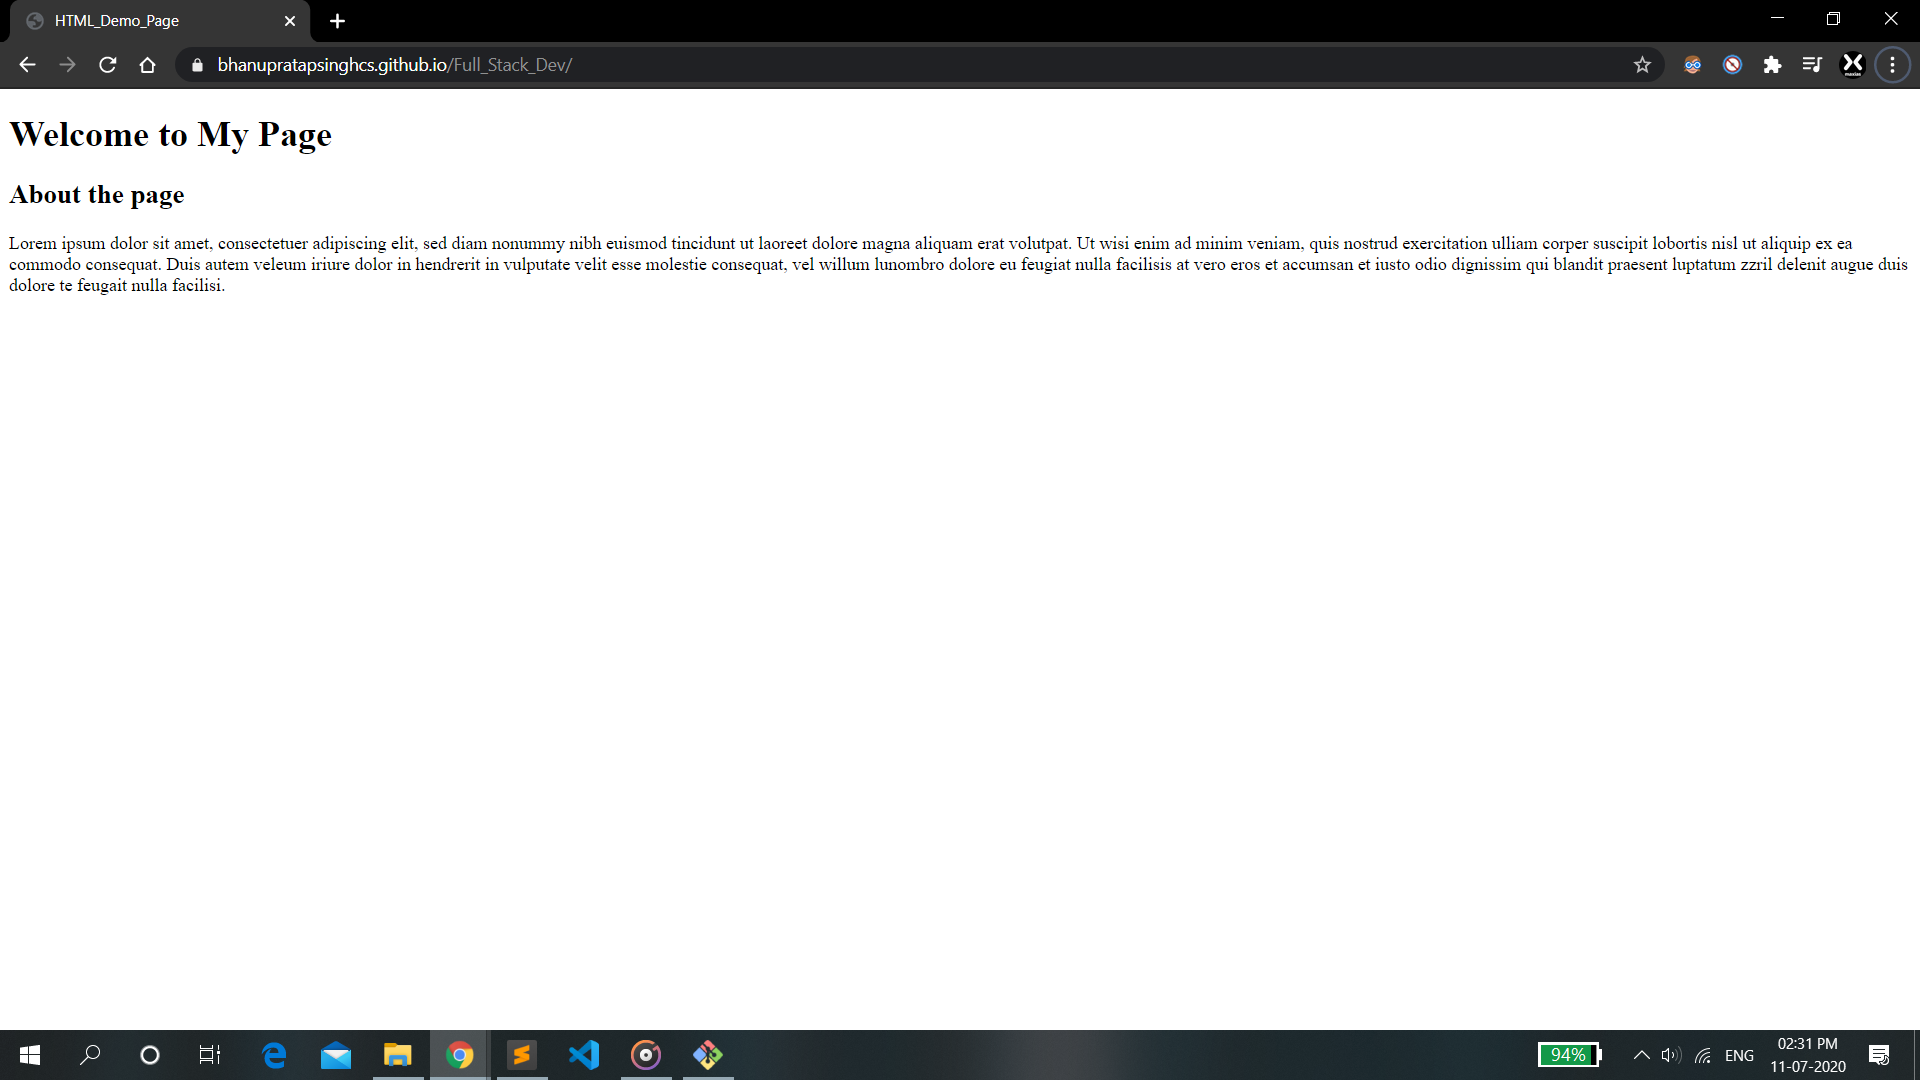 HTML_Demo_Page
bhanupratapsinghcs.github.io/Full_Stack_Dev/
Welcome to My Page
About the page
Lorem ipsum dolor sit amet, consectetuer adipiscing elit, sed diam nonummy nibh euismod tincidunt ut laoreet dolore magna aliquam erat volutpat. Ut wisi enim ad minim veniam, quis nostrud exercitation ulliam corper suscipit lobortis nisl ut aliquip ex ea
commodo consequat. Duis autem veleum iriure dolor in hendrerit in vulputate velit esse molestie consequat, vel willum lunombro dolore eu feugiat nulla facilisis at vero eros et accumsan et iusto odio dignissim qui blandit praesent luptatum zzril delenit augue duis
dolore te feugait nulla facilisi.
94%
ENG
02:31 PM
11-07-2020